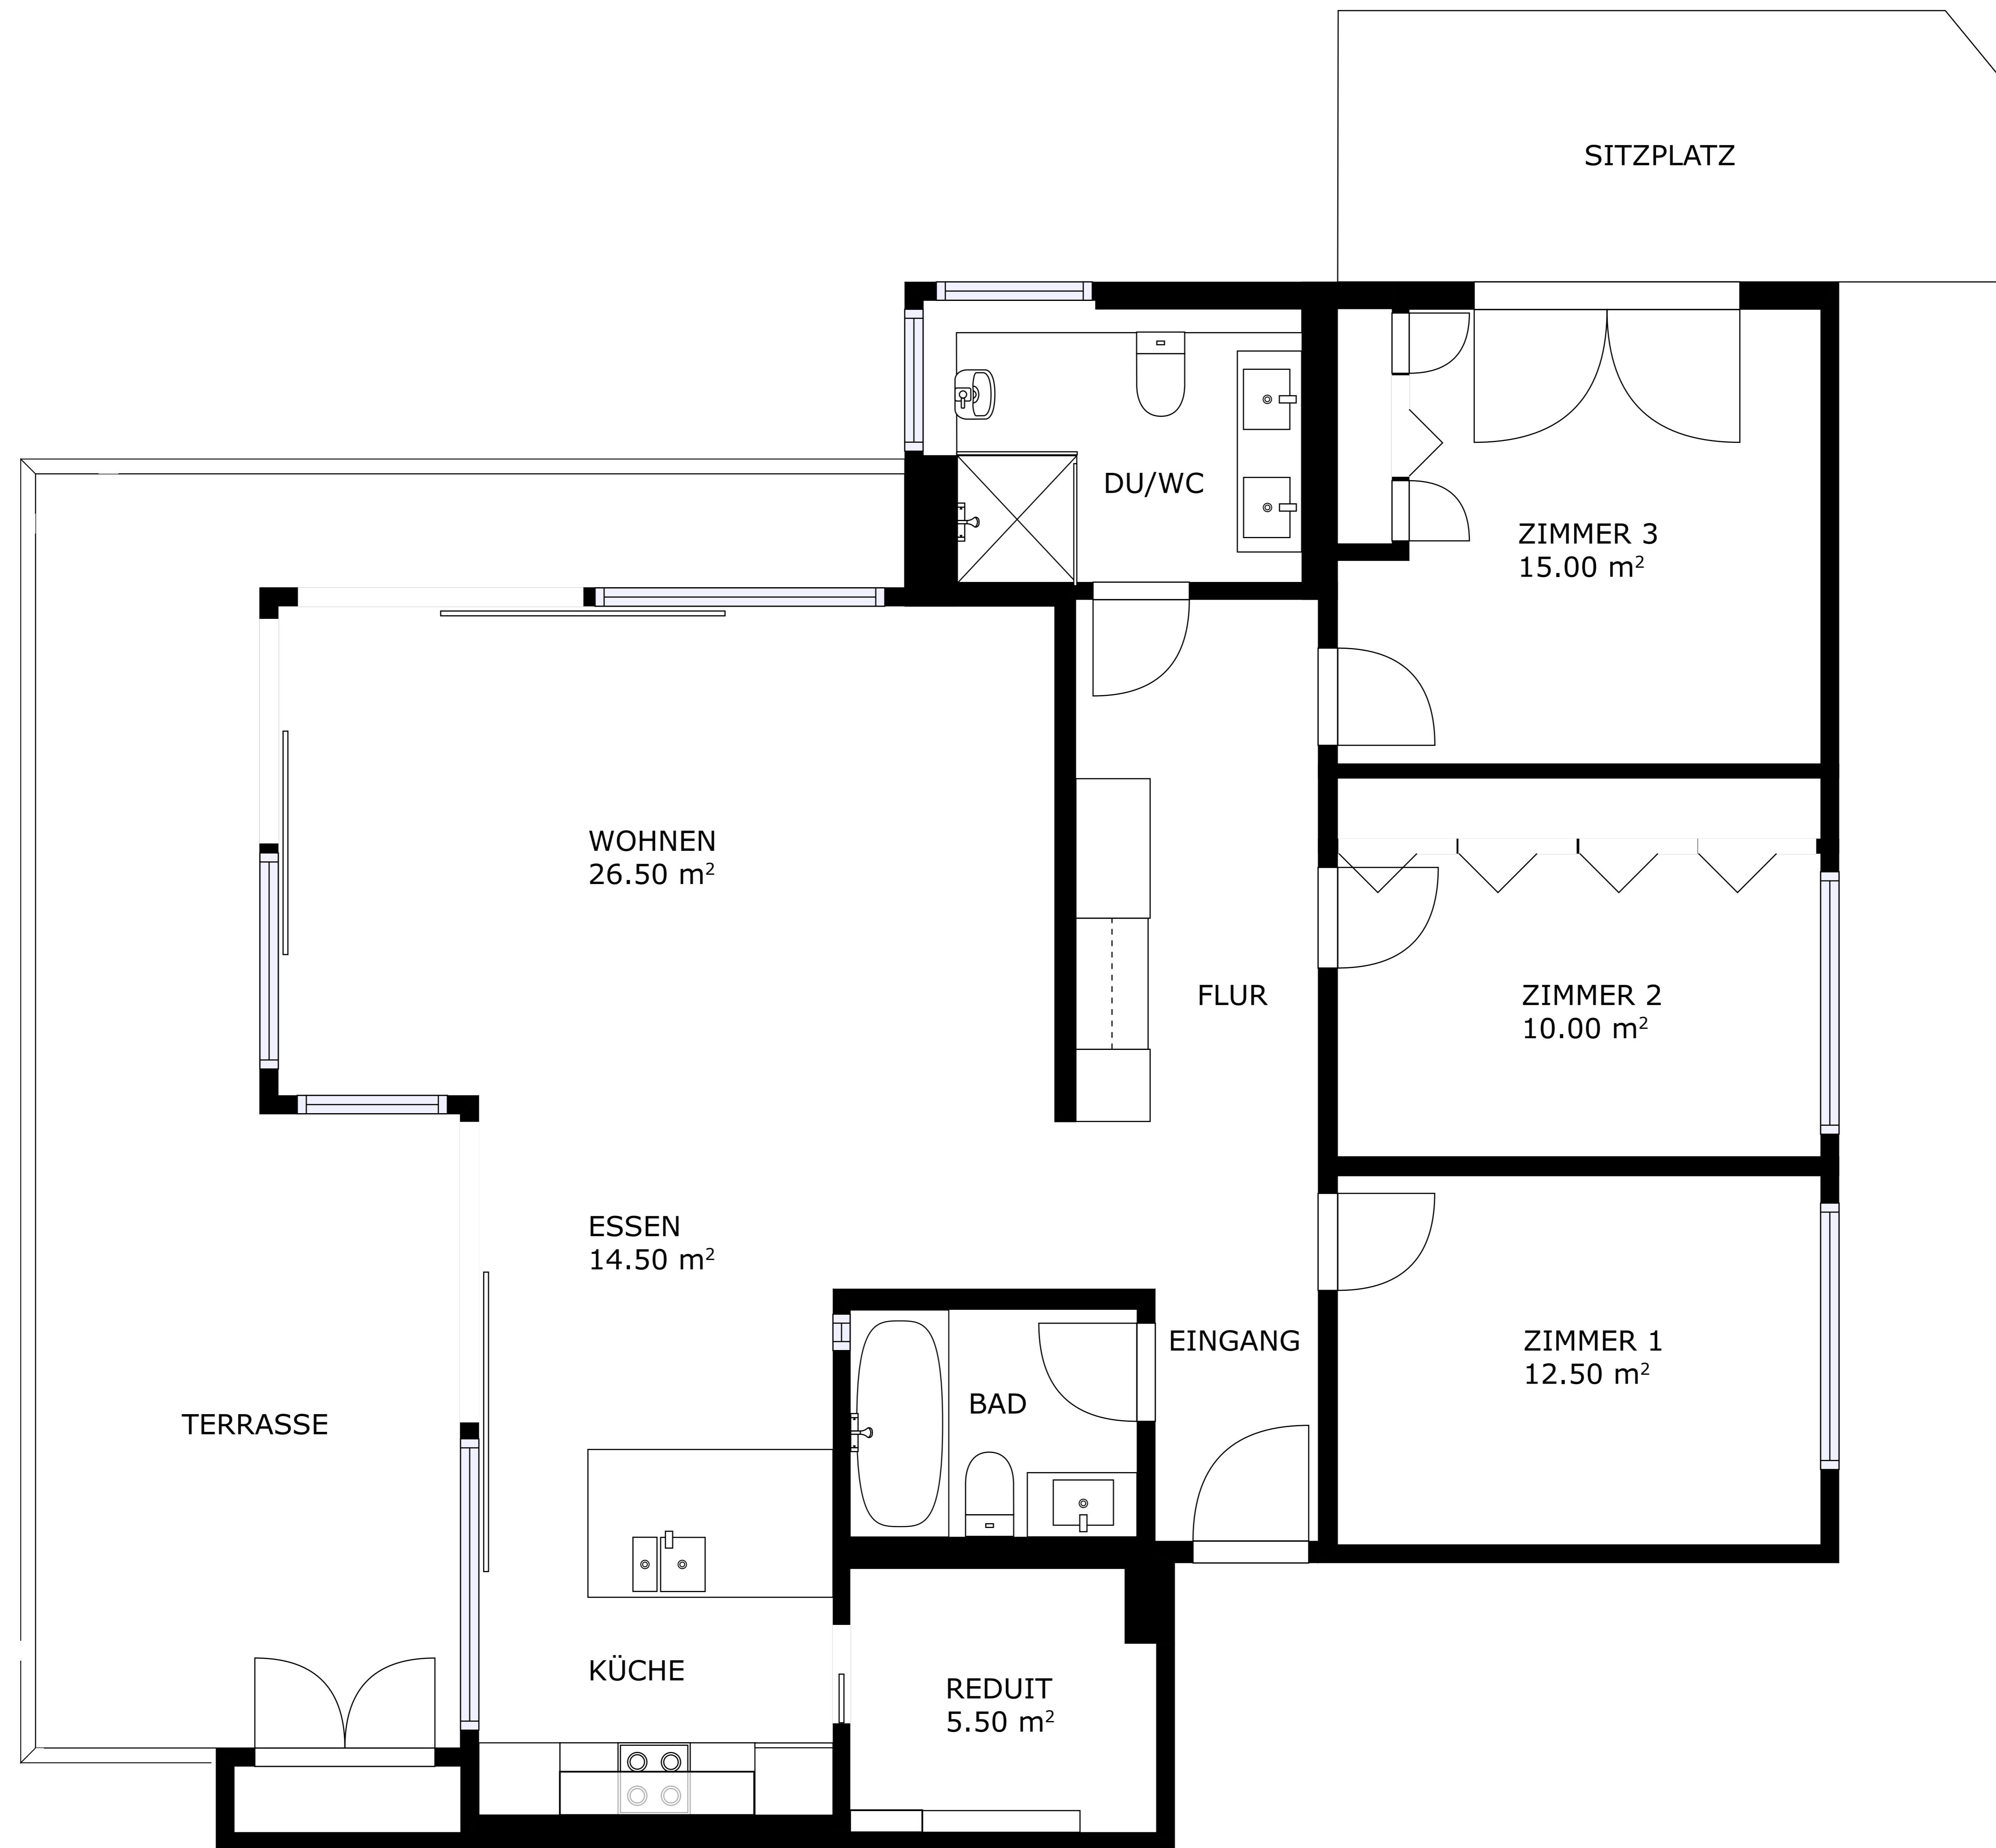 SITZPLATZ
DU/WC
ZIMMER 3
15.00 m²
WOHNEN
26.50 m²
FLUR
ZIMMER 2
10.00 m²
ESSEN
14.50 m²
EINGANG
ZIMMER 1
12.50 m²
BAD
TERRASSE
KÜCHE
REDUIT
5.50 m²